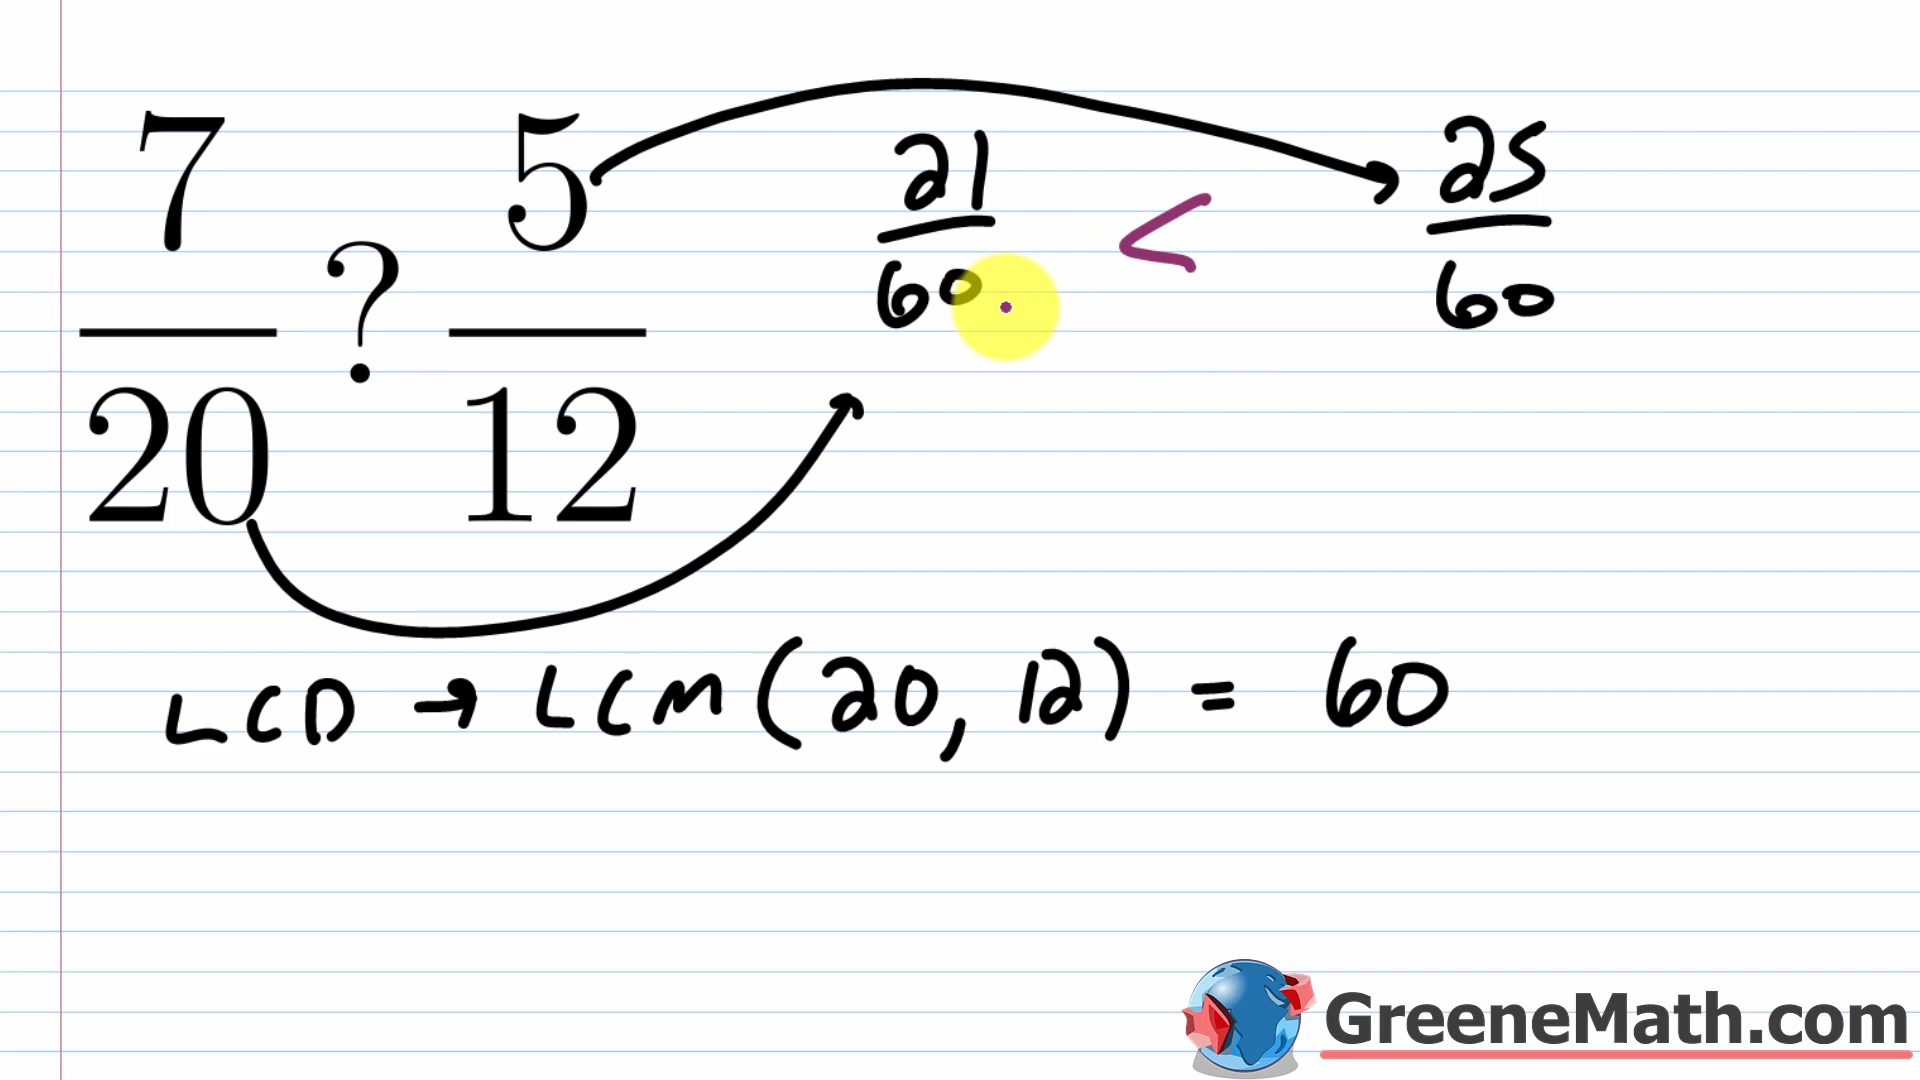 7/20 ? 5/12
21/60 < 25/60
LCD → LCM(20, 12) = 60
GreeneMath.com